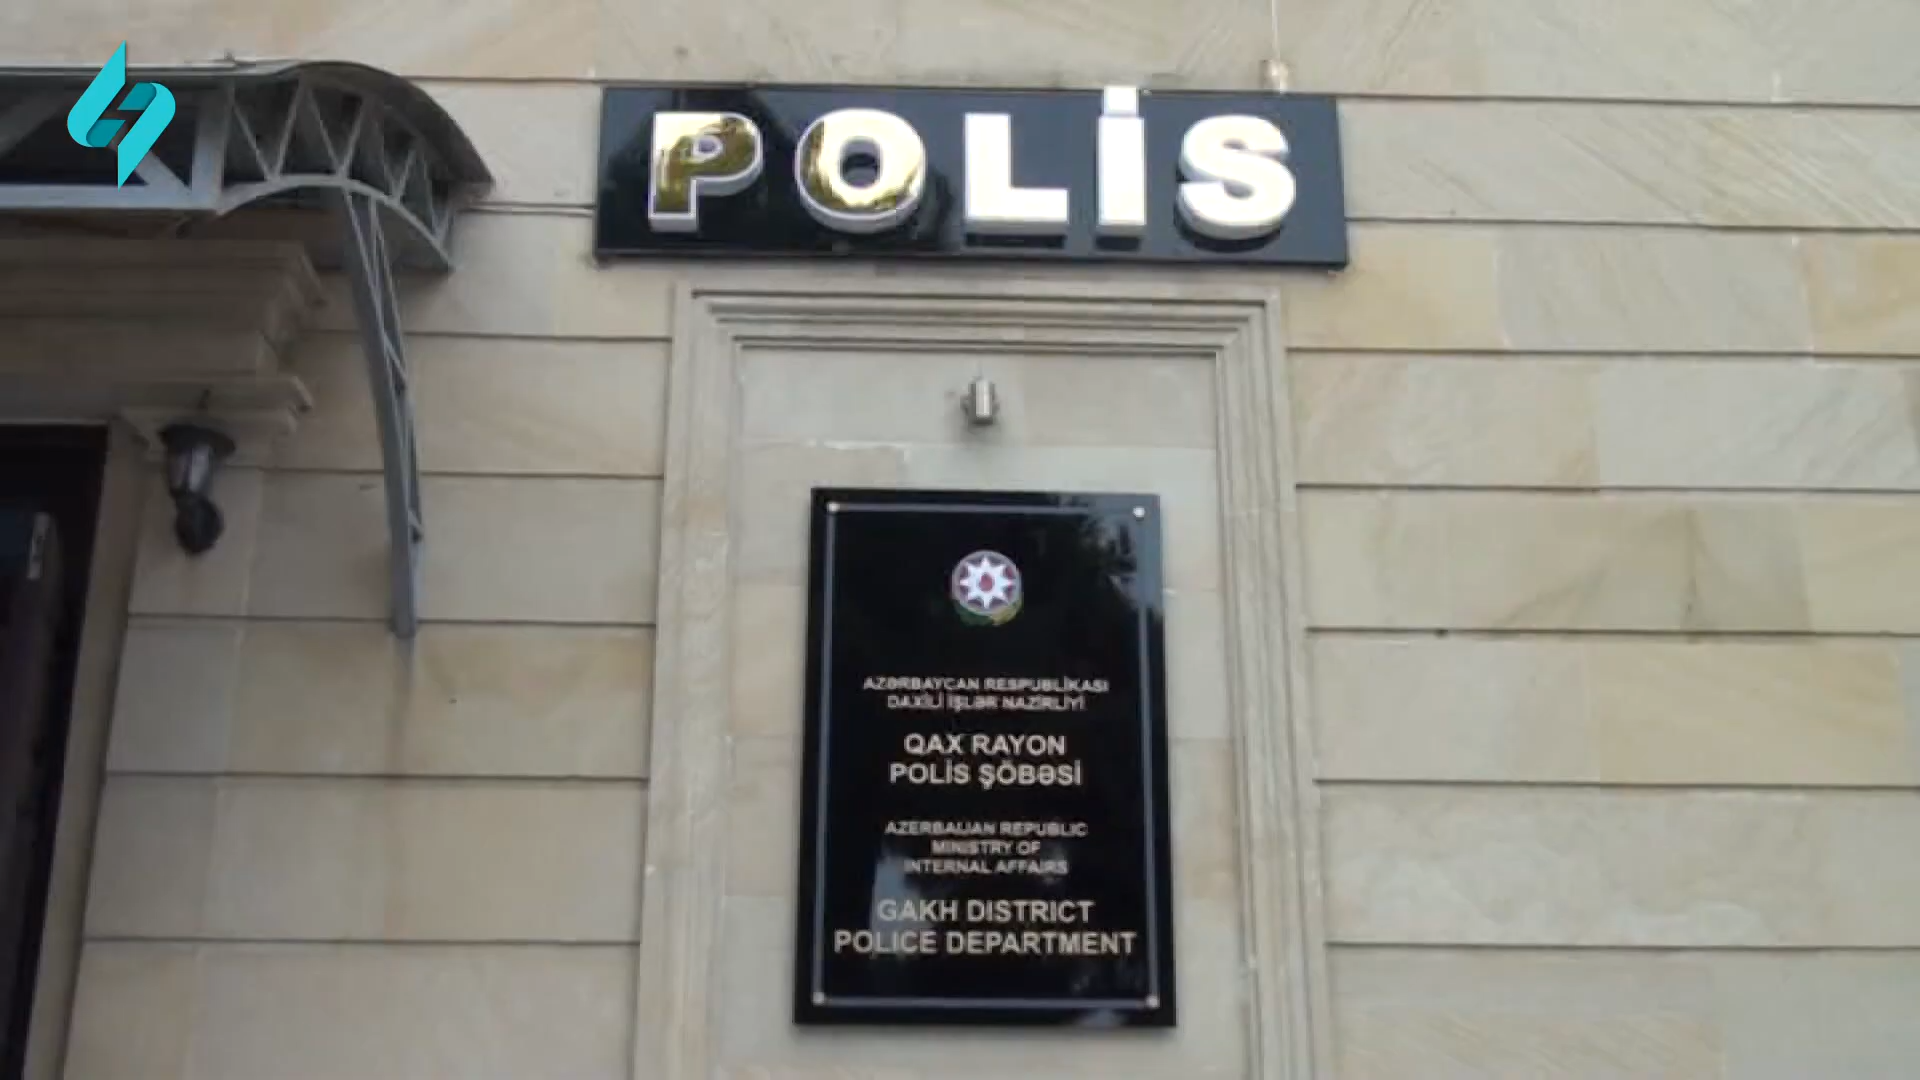 POLİS
AZƏRBAYCAN RESPUBLİKASI
DAXİLİ İŞLƏR NAZİRLİYİ
QAX RAYON
POLİS ŞÖBƏSİ
AZERBAIJAN REPUBLIC
MINISTRY OF
INTERNAL AFFAIRS
GAKH DISTRICT
POLICE DEPARTMENT